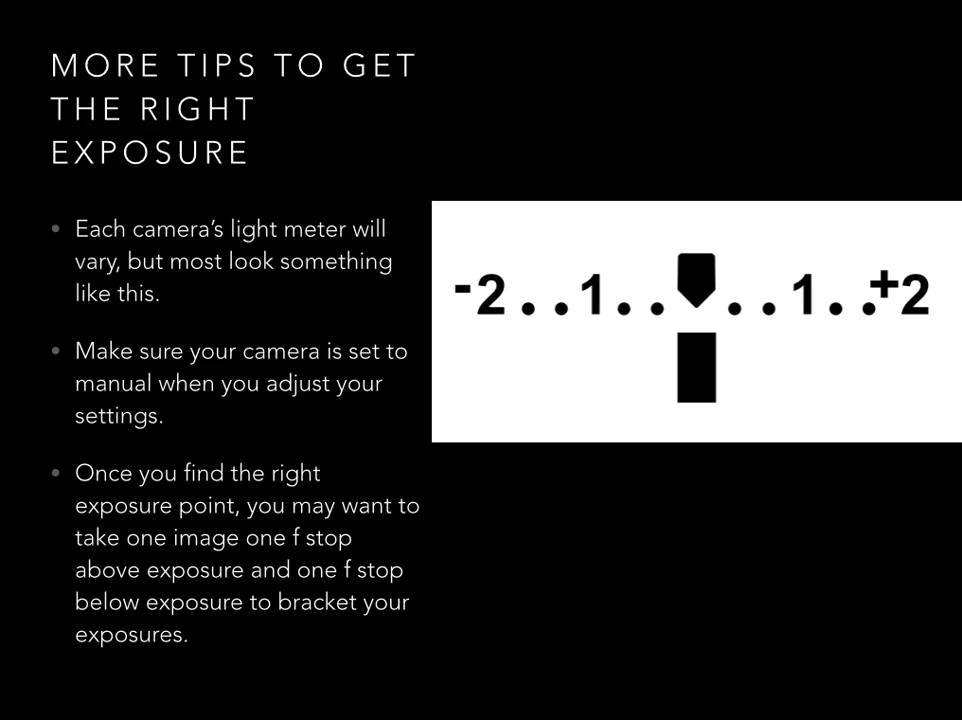 MORE TIPS TO GET
THE RIGHT
EXPOSURE
• Each camera’s light meter will
vary, but most look something
like this.
• Make sure your camera is set to
manual when you adjust your
settings.
• Once you find the right
exposure point, you may want to
take one image one f stop
above exposure and one f stop
below exposure to bracket your
exposures.
-2..1.. ..1..+2